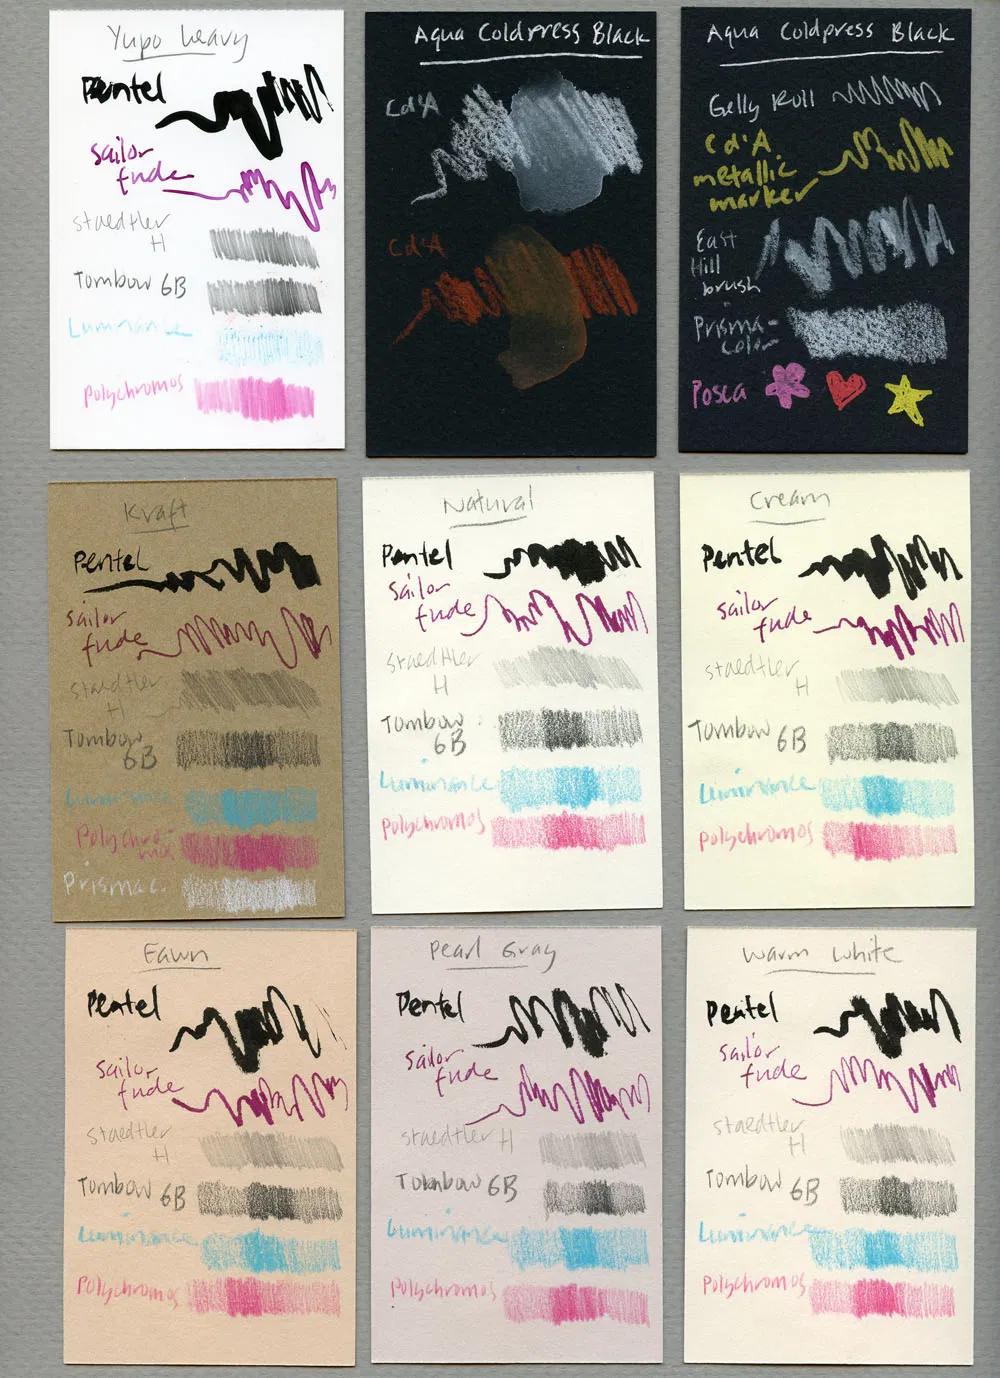 Yupo heavy
Pentel
sailor
fude
Staedtler
H
Tombow 6B
Luminance
Polychromos
Aqua Coldpress Black
Cd'A
Cd'A
Aqua Coldpress Black
Gelly Roll
Cd'A
metallic
marker
East
Hill
brush
Prisma-
color
Posca
Kraft
Pentel
sailor
fude
Staedtler
H
Tombow
6B
Luminance
Polychro-
mos
Prismac.
Natural
Pentel
sailor
fude
Staedtler
H
Tombow
6B
Luminance
Polychromos
Cream
Pentel
sailor
fude
staedtler
H
Tombow 6B
Luminance
Polychromos
Fawn
Pentel
sailor
fude
staedtler
H
Tombow 6B
Luminance
Polychromos
Pearl Gray
Pentel
sailor
fude
staedtler H
Tombow 6B
Luminance
Polychromos
Warm White
Pentel
sailor
fude
staedtler
H
Tombow
6B
Luminance
Polychromos